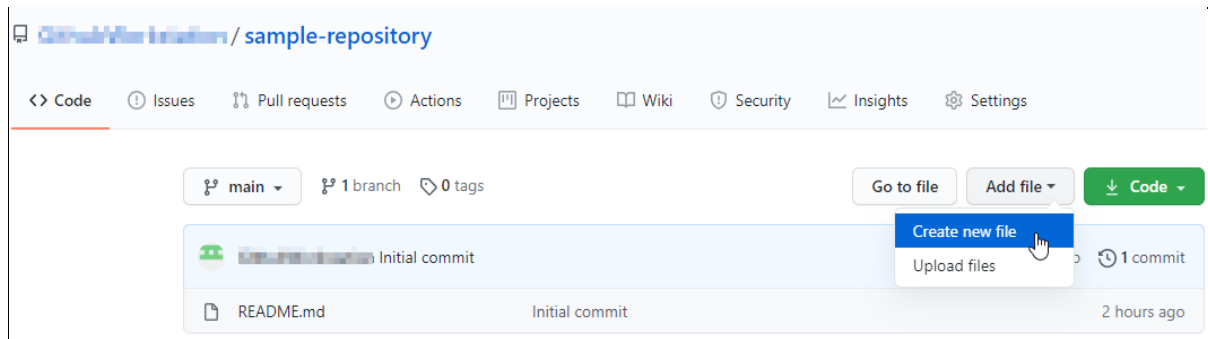 / sample-repository
Code Issues Pull requests Actions Projects Wiki Security Insights Settings
main 1 branch 0 tags Go to file Add file Code
Create new file
Initial commit 1 commit
Upload files
README.md Initial commit 2 hours ago